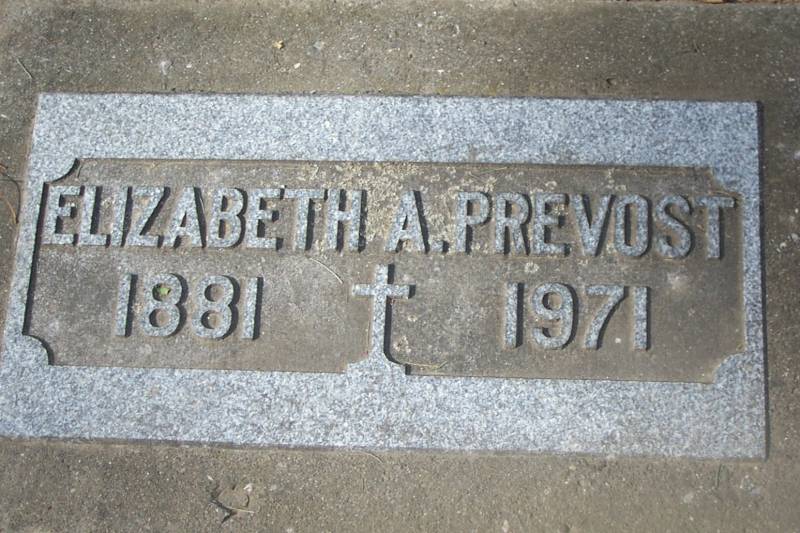 ELIZABETH A. PREVOST
1881 1971